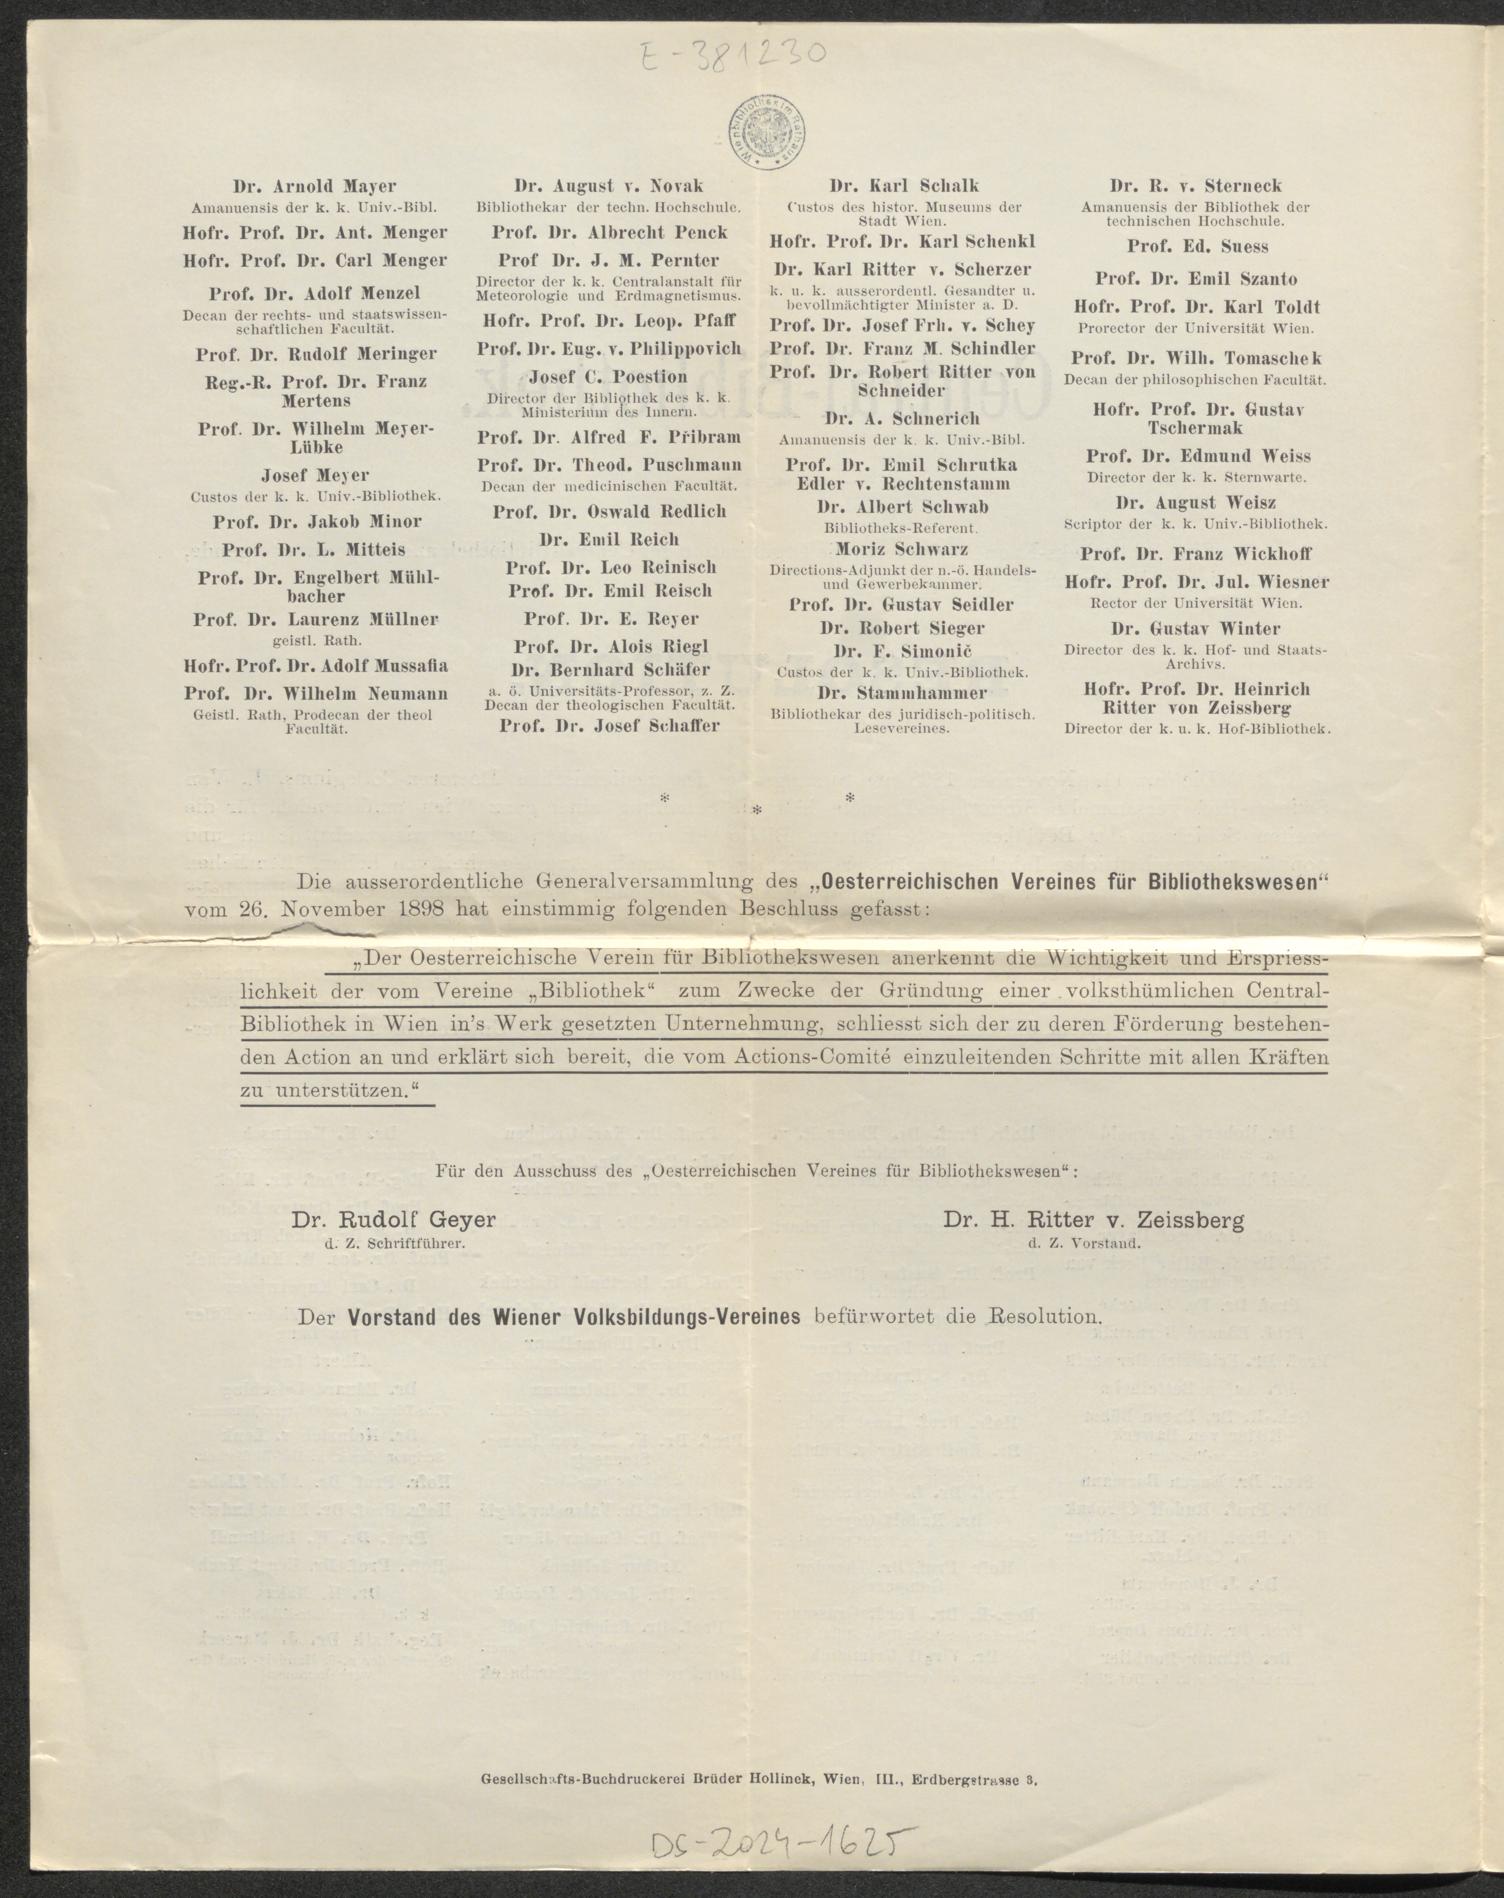 E-381230
Wienbibliothek im Rathaus
Dr. Arnold Mayer
Amanuensis der k. k. Univ.-Bibl.
Hofr. Prof. Dr. Ant. Menger
Hofr. Prof. Dr. Carl Menger
Prof. Dr. Adolf Menzel
Decan der rechts- und staatswissen-
schaftlichen Facultät.
Prof. Dr. Rudolf Meringer
Reg.-R. Prof. Dr. Franz
Mertens
Prof. Dr. Wilhelm Meyer-
Lübke
Josef Meyer
Custos der k. k. Univ.-Bibliothek.
Prof. Dr. Jakob Minor
Prof. Dr. L. Mitteis
Prof. Dr. Engelbert Mühl-
bacher
Prof. Dr. Laurenz Müllner
geistl. Rath.
Hofr. Prof. Dr. Adolf Mussafia
Prof. Dr. Wilhelm Neumann
Geistl. Rath, Prodecan der theol
Facultät.
Dr. August v. Novak
Bibliothekar der techn. Hochschule.
Prof. Dr. Albrecht Penck
Prof Dr. J. M. Pernter
Director der k. k. Centralanstalt für
Meteorologie und Erdmagnetismus.
Hofr. Prof. Dr. Leop. Pfaff
Prof. Dr. Eug. v. Philippovich
Josef C. Poestion
Director der Bibliothek des k. k.
Ministerium des Innern.
Prof. Dr. Alfred F. Přibram
Prof. Dr. Theod. Puschmann
Decan der medicinischen Facultät.
Prof. Dr. Oswald Redlich
Dr. Emil Reich
Prof. Dr. Leo Reinisch
Prof. Dr. Emil Reisch
Prof. Dr. E. Reyer
Prof. Dr. Alois Riegl
Dr. Bernhard Schäfer
a. ö. Universitäts-Professor, z. Z.
Decan der theologischen Facultät.
Prof. Dr. Josef Schaffer
Dr. Karl Schalk
Custos des histor. Museums der
Stadt Wien.
Hofr. Prof. Dr. Karl Schenkl
Dr. Karl Ritter v. Scherzer
k. u. k. ausserordentl. Gesandter u.
bevollmächtigter Minister a. D.
Prof. Dr. Josef Frh. v. Schey
Prof. Dr. Franz M. Schindler
Prof. Dr. Robert Ritter von
Schneider
Dr. A. Schnerich
Amanuensis der k. k. Univ.-Bibl.
Prof. Dr. Emil Schrutka
Edler v. Rechtenstamm
Dr. Albert Schwab
Bibliotheks-Referent.
Moriz Schwarz
Directions-Adjunkt der n.-ö. Handels-
und Gewerbekammer.
Prof. Dr. Gustav Seidler
Dr. Robert Sieger
Dr. F. Simonič
Custos der k. k. Univ.-Bibliothek.
Dr. Stammhammer
Bibliothekar des juridisch-politisch.
Lesevereines.
Dr. R. v. Sterneck
Amanuensis der Bibliothek der
technischen Hochschule.
Prof. Ed. Suess
Prof. Dr. Emil Szanto
Hofr. Prof. Dr. Karl Toldt
Prorector der Universität Wien.
Prof. Dr. Wilh. Tomaschek
Decan der philosophischen Facultät.
Hofr. Prof. Dr. Gustav
Tschermak
Prof. Dr. Edmund Weiss
Director der k. k. Sternwarte.
Dr. August Weisz
Scriptor der k. k. Univ.-Bibliothek.
Prof. Dr. Franz Wickhoff
Hofr. Prof. Dr. Jul. Wiesner
Rector der Universität Wien.
Dr. Gustav Winter
Director des k. k. Hof- und Staats-
Archivs.
Hofr. Prof. Dr. Heinrich
Ritter von Zeissberg
Director der k. u. k. Hof-Bibliothek.
* * *
Die ausserordentliche Generalversammlung des „Oesterreichischen Vereines für Bibliothekswesen“
vom 26. November 1898 hat einstimmig folgenden Beschluss gefasst:
„Der Oesterreichische Verein für Bibliothekswesen anerkennt die Wichtigkeit und Erspriess-
lichkeit der vom Vereine „Bibliothek“ zum Zwecke der Gründung einer volksthümlichen Central-
Bibliothek in Wien in's Werk gesetzten Unternehmung, schliesst sich der zu deren Förderung bestehen-
den Action an und erklärt sich bereit, die vom Actions-Comité einzuleitenden Schritte mit allen Kräften
zu unterstützen.“
Für den Ausschuss des „Oesterreichischen Vereines für Bibliothekswesen“:
Dr. Rudolf Geyer
d. Z. Schriftführer.
Dr. H. Ritter v. Zeissberg
d. Z. Vorstand.
Der Vorstand des Wiener Volksbildungs-Vereines befürwortet die Resolution.
Gesellschafts-Buchdruckerei Brüder Hollinek, Wien, III., Erdbergstrasse 3.
DS-2024-1625